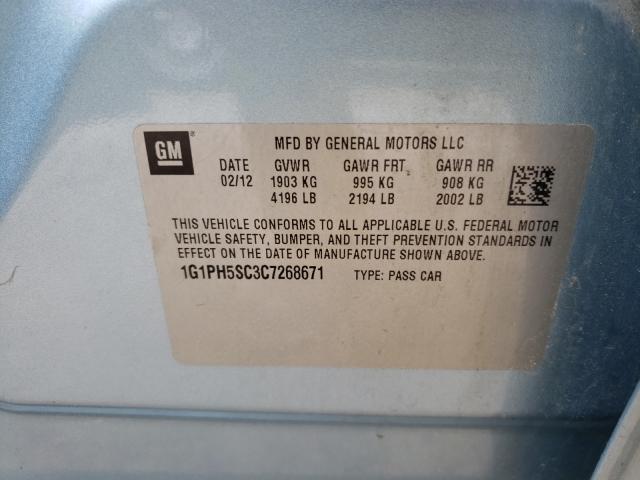 GM®
MFD BY GENERAL MOTORS LLC
DATE GVWR GAWR FRT. GAWR RR
02/12 1903 KG 995 KG 908 KG
4196 LB 2194 LB 2002 LB
THIS VEHICLE CONFORMS TO ALL APPLICABLE U.S. FEDERAL MOTOR
VEHICLE SAFETY, BUMPER, AND THEFT PREVENTION STANDARDS IN
EFFECT ON THE DATE OF MANUFACTURE SHOWN ABOVE.
1G1PH5SC3C7268671 TYPE: PASS CAR